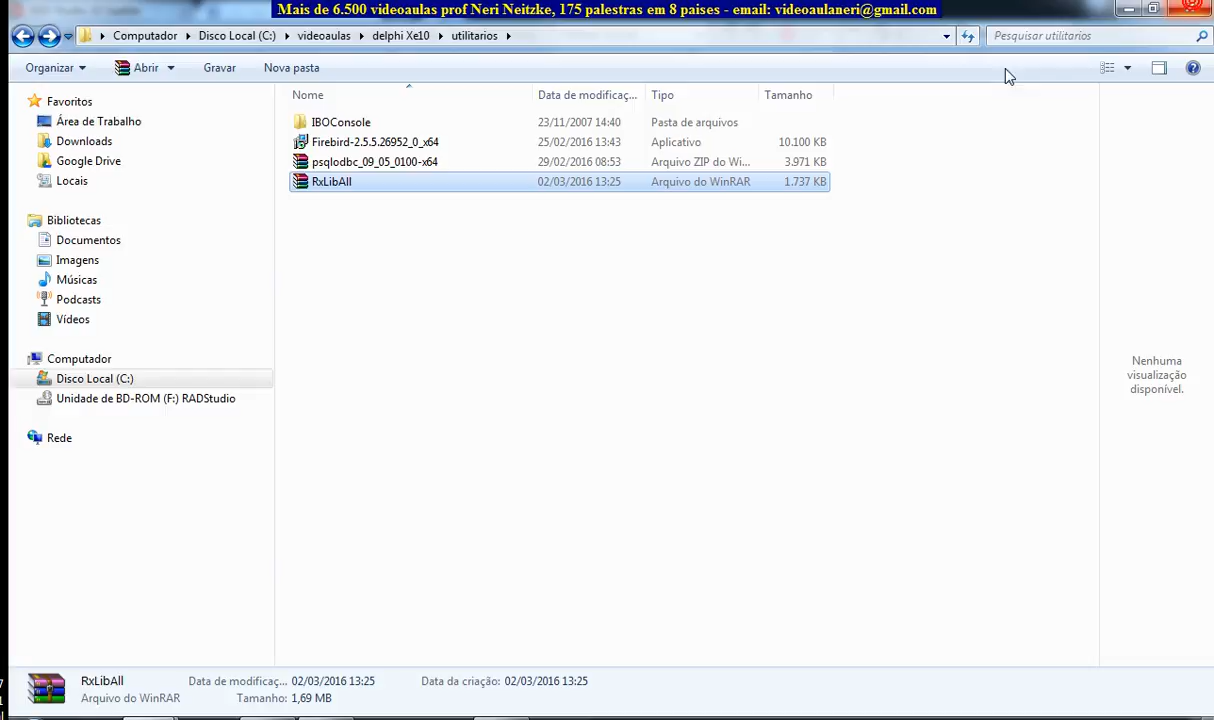 Mais de 6.500 videoaulas prof Neri Neitzke, 175 palestras em 8 paises - email: videoaulaneri@gmail.com
Computador Disco Local (C:) videoaulas delphi Xe10 utilitarios Pesquisar utilitarios
Organizar Abrir Gravar Nova pasta
Nome Data de modificaç... Tipo Tamanho
Favoritos
Área de Trabalho
Downloads
Google Drive
Locais
Bibliotecas
Documentos
Imagens
Músicas
Podcasts
Vídeos
Computador
Disco Local (C:)
Unidade de BD-ROM (F:) RADStudio
Rede
IBOConsole 23/11/2007 14:40 Pasta de arquivos
Firebird-2.5.5.26952_0_x64 25/02/2016 13:43 Aplicativo 10.100 KB
psqlodbc_09_05_0100-x64 29/02/2016 08:53 Arquivo ZIP do Wi... 3.971 KB
RxLibAll 02/03/2016 13:25 Arquivo do WinRAR 1.737 KB
Nenhuma
visualização
disponível.
RxLibAll Data de modificaç... 02/03/2016 13:25 Data da criação: 02/03/2016 13:25
Arquivo do WinRAR Tamanho: 1,69 MB